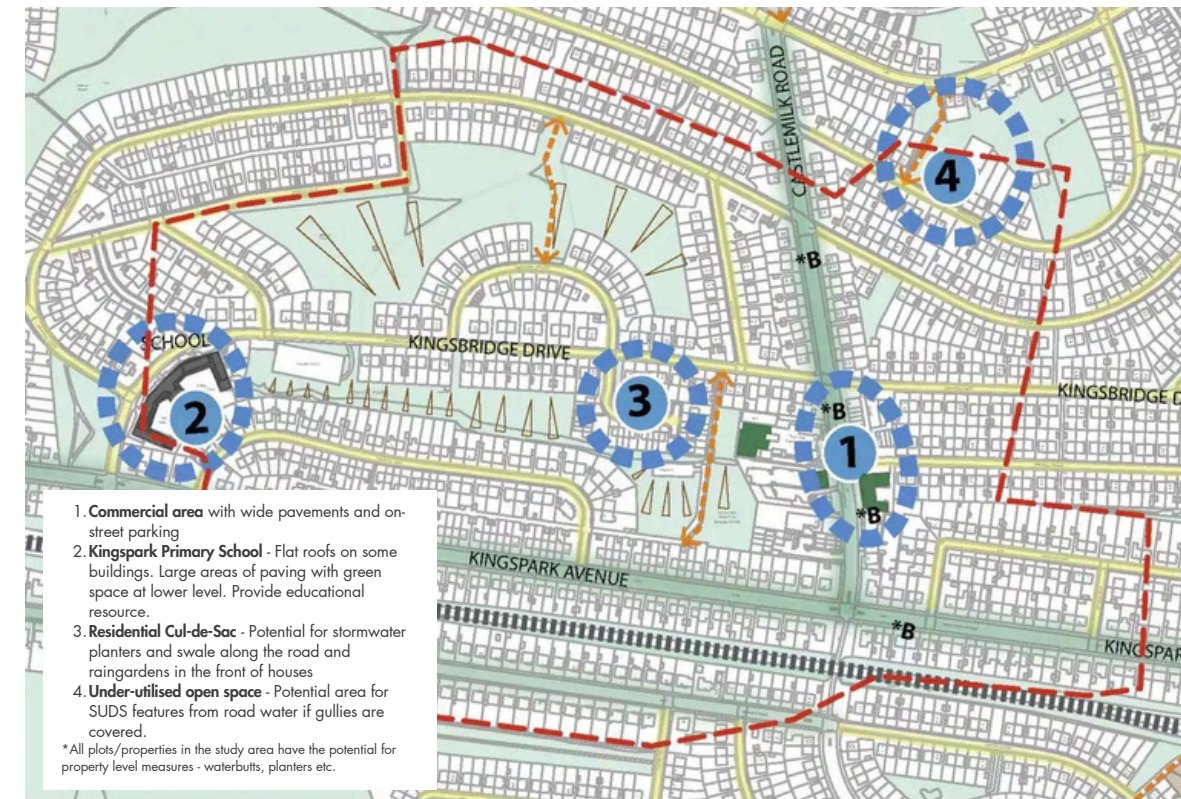 CASTLEMILK ROAD
4
*B
SCHOOL
KINGSBRIDGE DRIVE
2
3
*B
1
KINGSBRIDGE D
*B
KINGSPARK AVENUE
*B
KINGSPAR
1. Commercial area with wide pavements and on-
street parking
2. Kingspark Primary School - Flat roofs on some
buildings. Large areas of paving with green
space at lower level. Provide educational
resource.
3. Residential Cul-de-Sac - Potential for stormwater
planters and swale along the road and
raingardens in the front of houses
4. Under-utilised open space - Potential area for
SUDS features from road water if gullies are
covered.
*All plots/properties in the study area have the potential for
property level measures - waterbutts, planters etc.